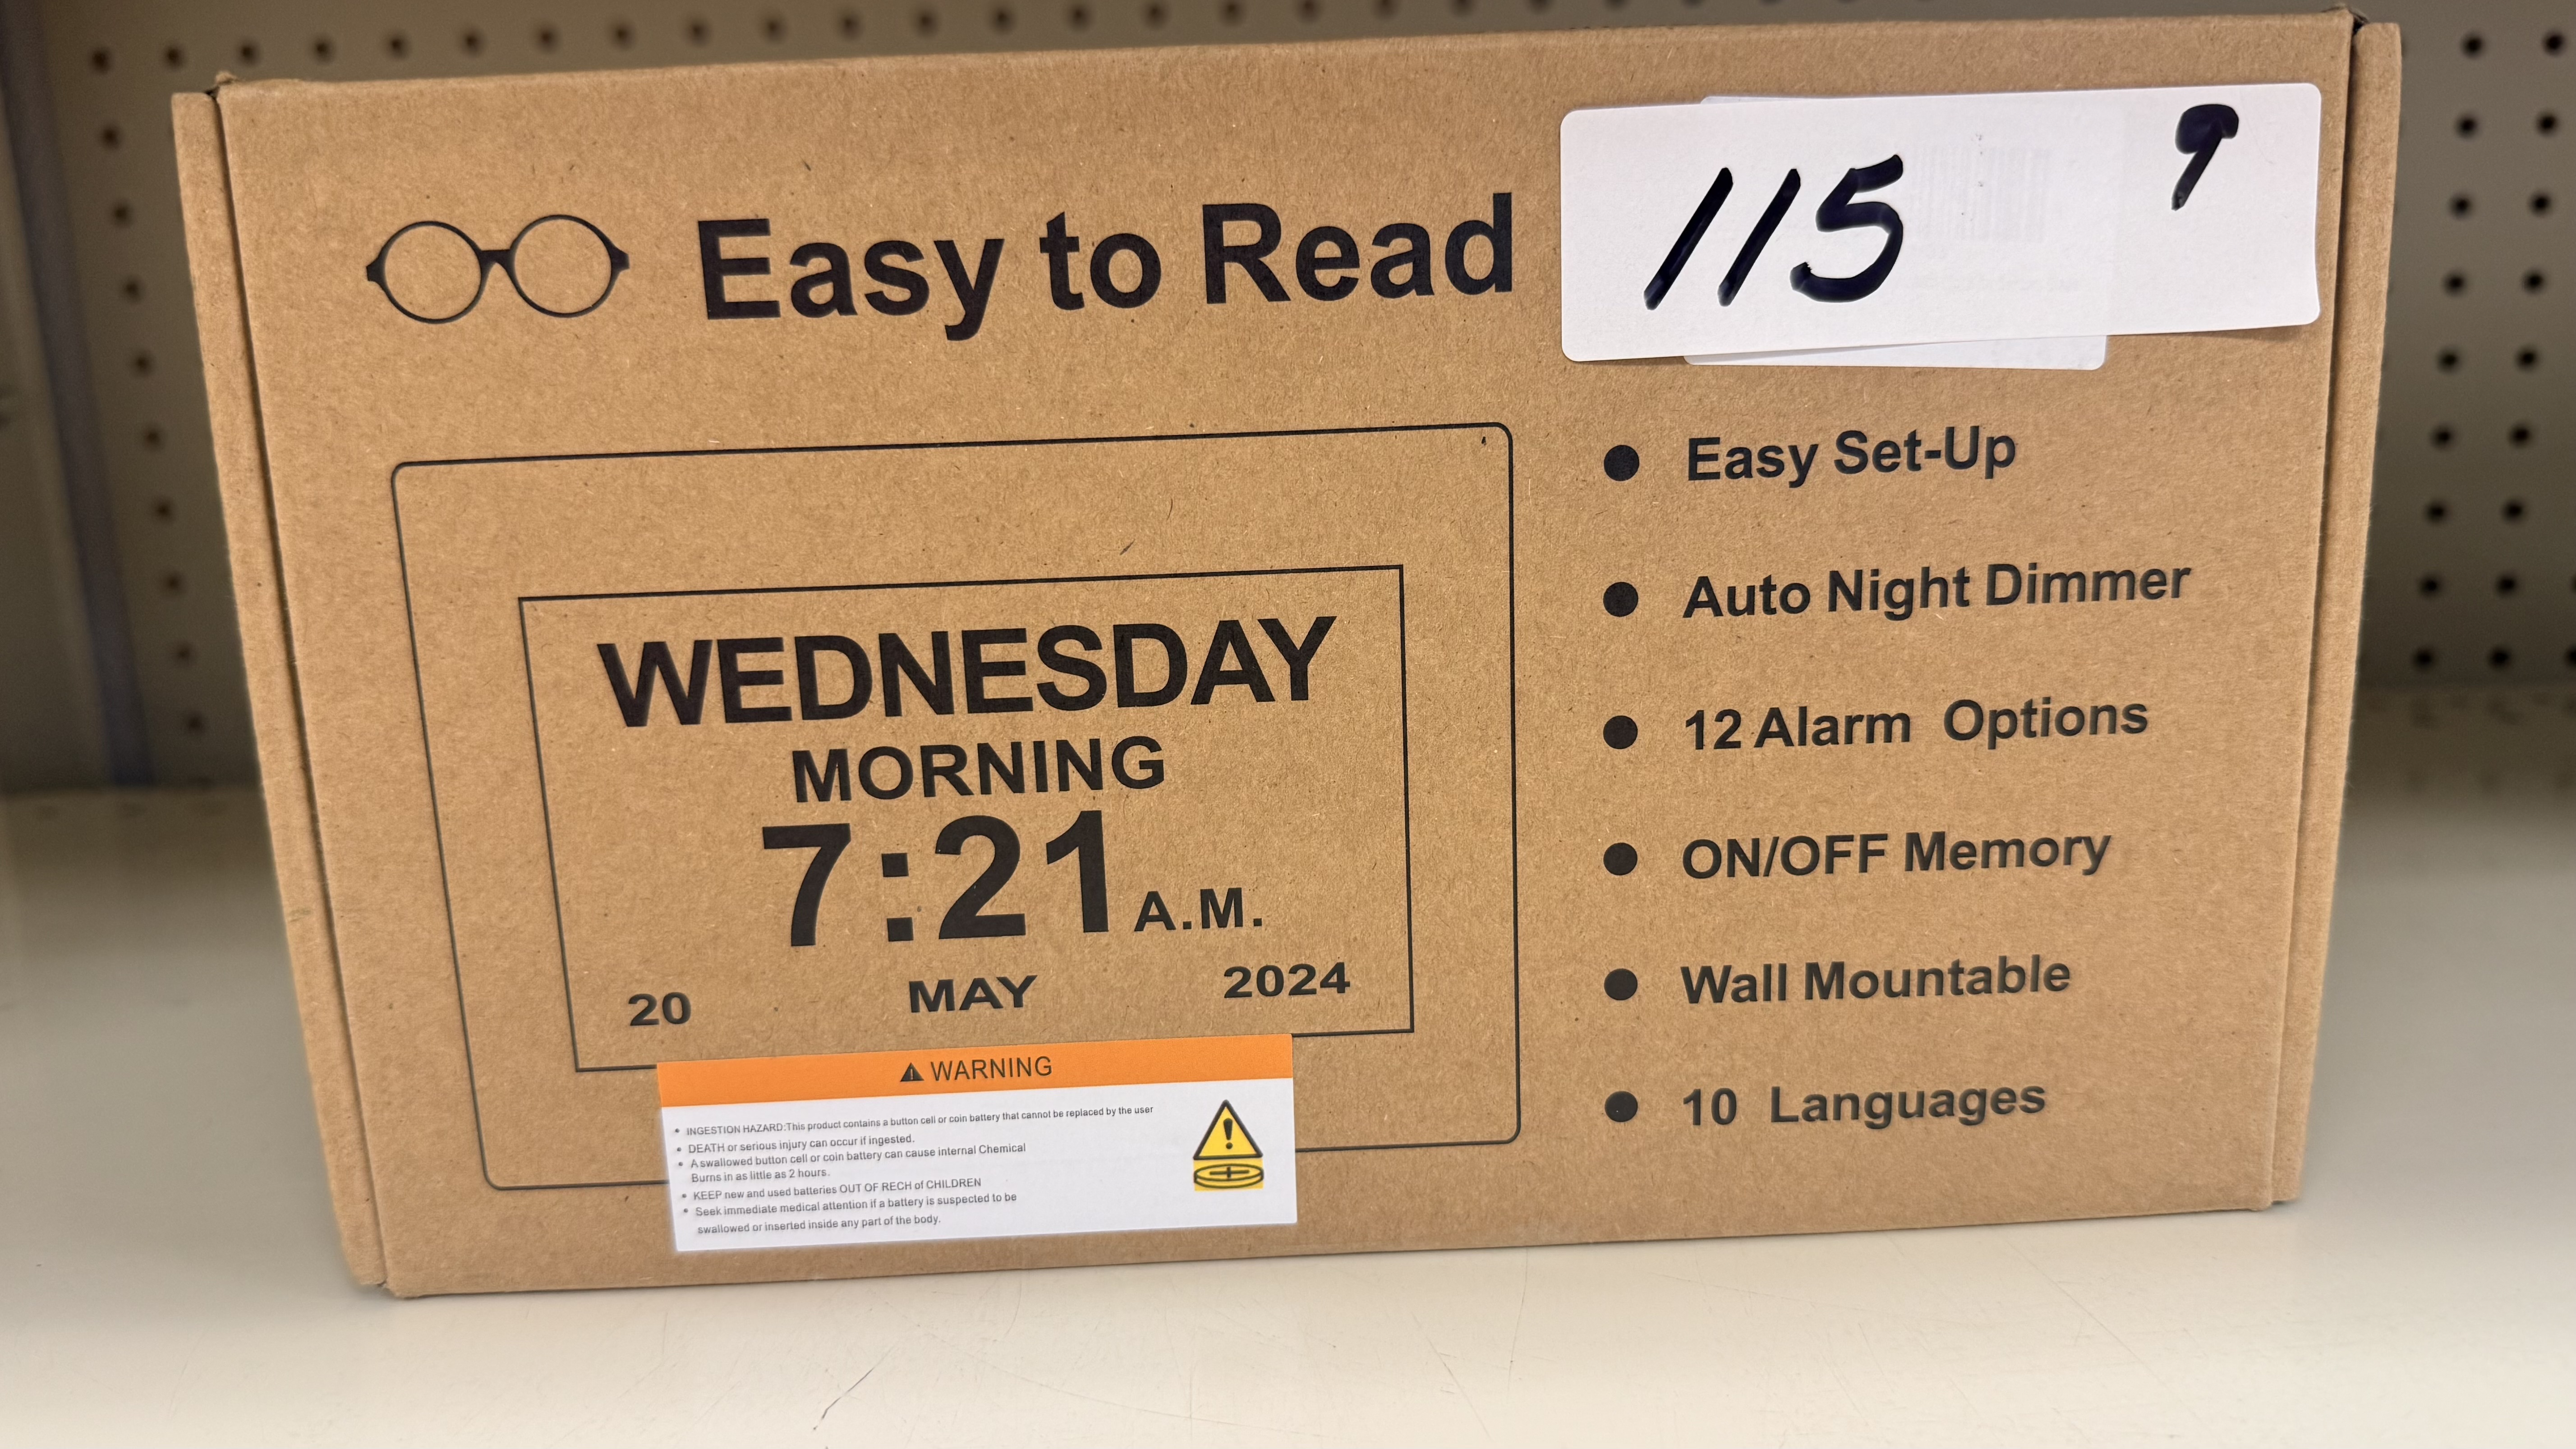 Easy to Read
115 9
WEDNESDAY
MORNING
7:21 A.M.
20 MAY 2024
WARNING
• INGESTION HAZARD:This product contains a button cell or coin battery that cannot be replaced by the user
• DEATH or serious injury can occur if ingested.
• A swallowed button cell or coin battery can cause internal Chemical
Burns in as little as 2 hours.
• KEEP new and used batteries OUT OF RECH of CHILDREN
• Seek immediate medical attention if a battery is suspected to be
swallowed or inserted inside any part of the body.
• Easy Set-Up
• Auto Night Dimmer
• 12 Alarm Options
• ON/OFF Memory
• Wall Mountable
• 10 Languages